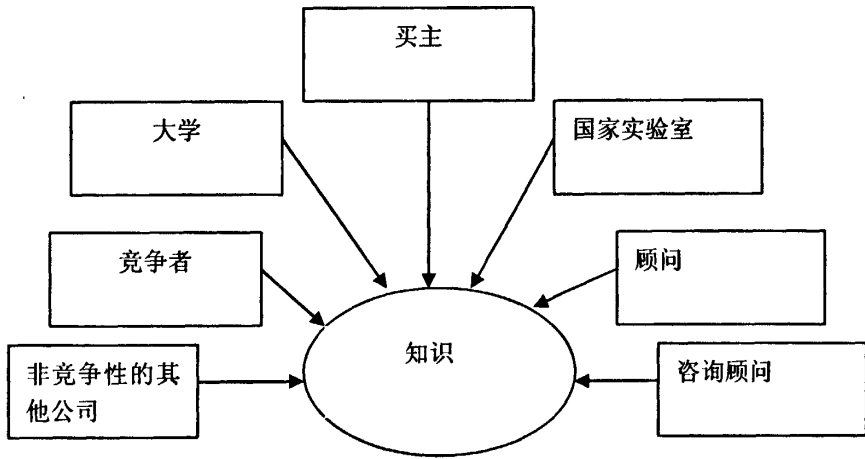 买主
大学
国家实验室
竞争者
顾问
知识
非竞争性的其
他公司
咨询顾问